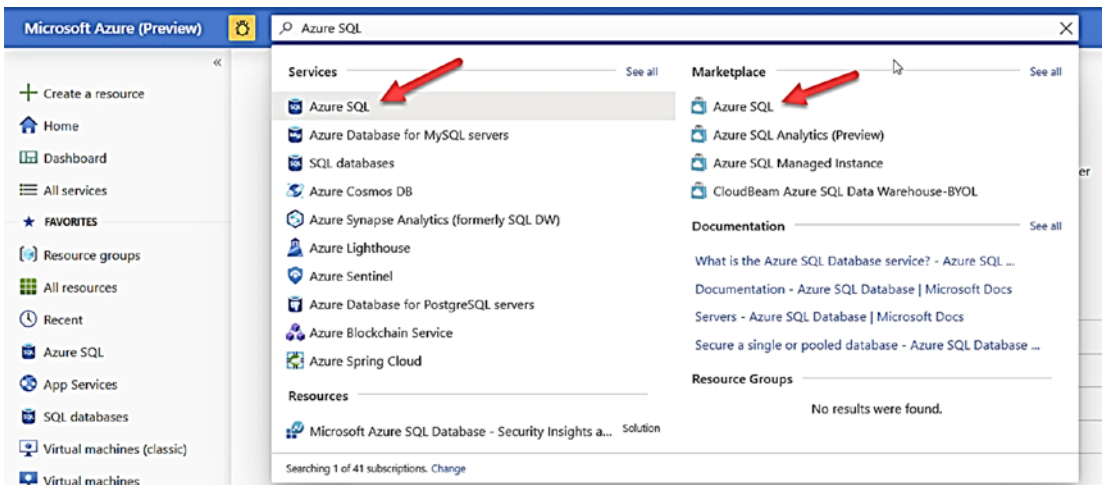 Microsoft Azure (Preview)
Azure SQL
Create a resource
Home
Dashboard
All services
FAVORITES
Resource groups
All resources
Recent
Azure SQL
App Services
SQL databases
Virtual machines (classic)
Virtual machines
Services
See all
Azure SQL
Azure Database for MySQL servers
SQL databases
Azure Cosmos DB
Azure Synapse Analytics (formerly SQL DW)
Azure Lighthouse
Azure Sentinel
Azure Database for PostgreSQL servers
Azure Blockchain Service
Azure Spring Cloud
Resources
Microsoft Azure SQL Database - Security Insights a... Solution
Searching 1 of 41 subscriptions. Change
Marketplace
See all
Azure SQL
Azure SQL Analytics (Preview)
Azure SQL Managed Instance
CloudBeam Azure SQL Data Warehouse-BYOL
Documentation
See all
What is the Azure SQL Database service? - Azure SQL ...
Documentation - Azure SQL Database | Microsoft Docs
Servers - Azure SQL Database | Microsoft Docs
Secure a single or pooled database - Azure SQL Database ...
Resource Groups
No results were found.
er